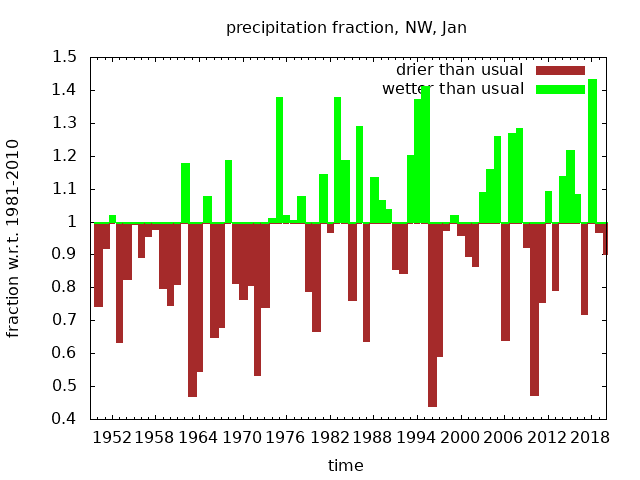 precipitation fraction, NW, Jan
drier than usual
wetter than usual
fraction w.r.t. 1981-2010
1.5
1.4
1.3
1.2
1.1
1
0.9
0.8
0.7
0.6
0.5
0.4
1952 1958 1964 1970 1976 1982 1988 1994 2000 2006 2012 2018
time